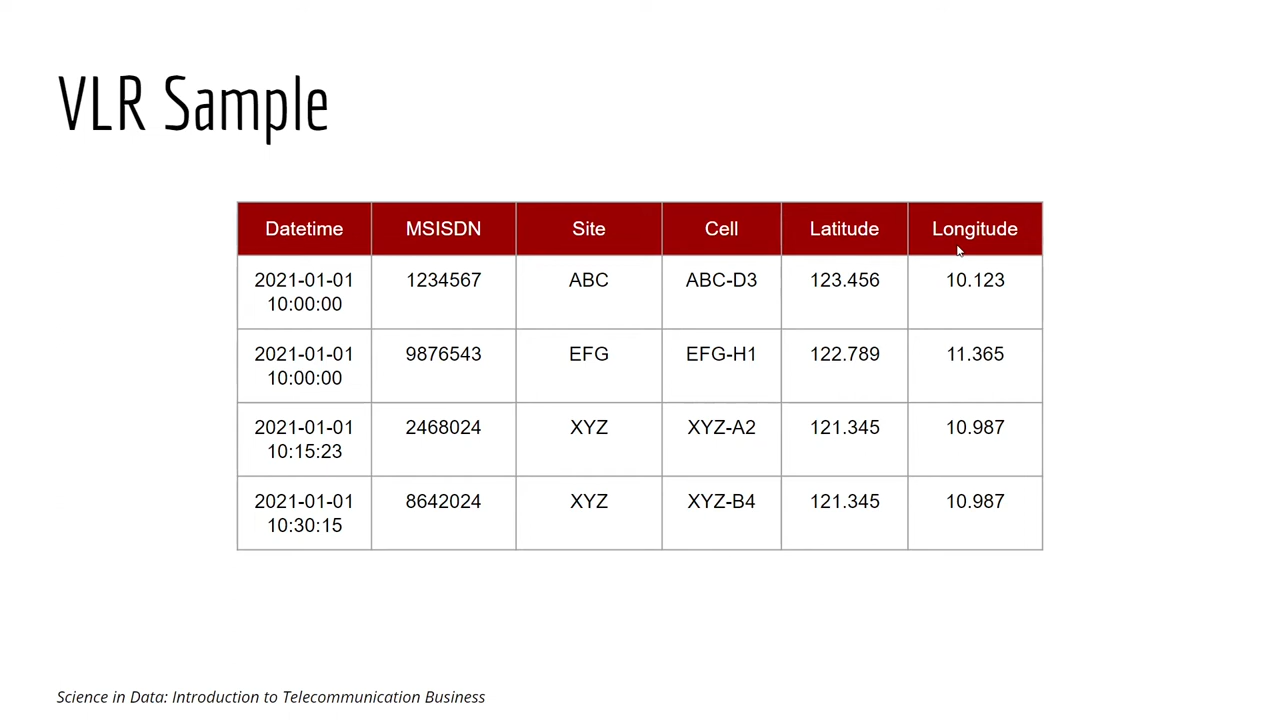 VLR Sample
Datetime MSISDN Site Cell Latitude Longitude
2021-01-01 1234567 ABC ABC-D3 123.456 10.123
10:00:00
2021-01-01 9876543 EFG EFG-H1 122.789 11.365
10:00:00
2021-01-01 2468024 XYZ XYZ-A2 121.345 10.987
10:15:23
2021-01-01 8642024 XYZ XYZ-B4 121.345 10.987
10:30:15
Science in Data: Introduction to Telecommunication Business